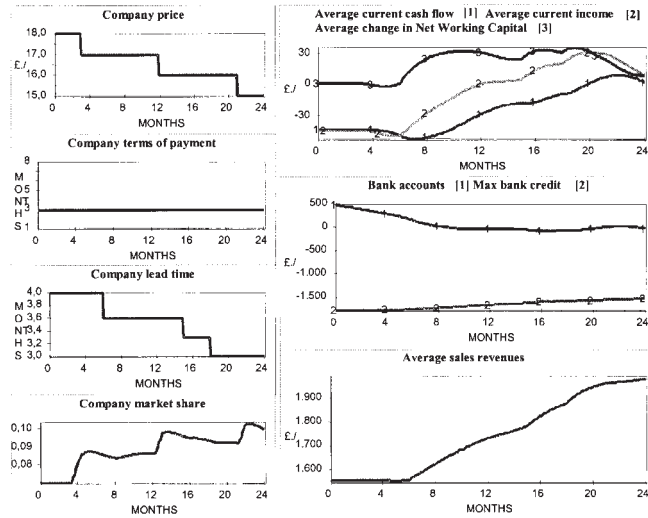 Company price
18,0
17,0
£./
16,0
15,0
0 4 8 12 16 20 24
MONTHS
Company terms of payment
8
M
O 5
NT
H 3
S 1
0 4 8 12 16 20 24
MONTHS
Company lead time
4,0
M 3,8
O 3,6
NT 3,4
H 3,2
S 3,0
0 4 8 12 16 20 24
MONTHS
Company market share
0,10
0,09
0,08
0 4 8 12 16 20 24
MONTHS
Average current cash flow [1] Average current income [2]
Average change in Net Working Capital [3]
30
0
£./
-30
0 4 8 12 16 20 24
MONTHS
Bank accounts [1] Max bank credit [2]
500
0
£./
-500
-1.000
-1.500
0 4 8 12 16 20 24
MONTHS
Average sales revenues
1.900
£./ 1.800
1.700
1.600
0 4 8 12 16 20 24
MONTHS